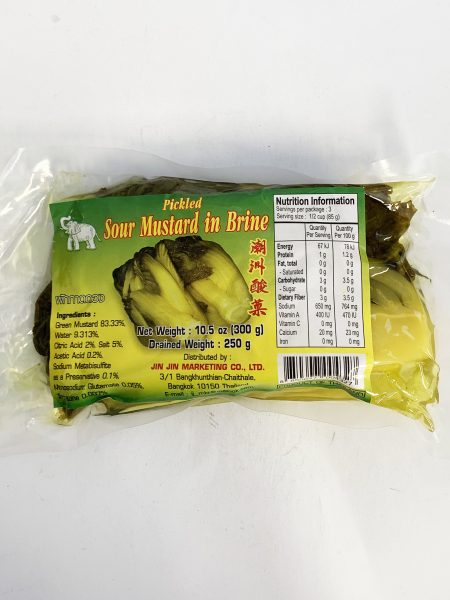 Pickled
Sour Mustard in Brine
潮州酸菜
ผักกาดดอง
Ingredients :
Green Mustard 83.33%,
Water 9.313%,
Citric Acid 2%, Salt 5%,
Acetic Acid 0.2%,
Sodium Metabisulfite
as a Preservative 0.1%,
Monosodium Glutamate 0.05%,
Net Weight : 10.5 oz (300 g)
Drained Weight : 250 g
Distributed by :
JIN JIN MARKETING CO., LTD.
3/1 Bangkhunthian-Chaithale,
Bangkok 10150 Thailand
E-mail :
Nutrition Information
Servings per package : 3
Serving size : 1/2 cup (85 g)
Quantity Per Serving Quantity Per 100 g
Energy 67 kJ 78 kJ
Protein 1 g 1.2 g
Fat, total 0 g 0 g
- Saturated 0 g 0 g
Carbohydrate 3 g 3.5 g
- Sugar 0 g 0 g
Dietary Fiber 3 g 3.5 g
Sodium 650 mg 764 mg
Vitamin A 400 IU 470 IU
Vitamin C 0 mg 0 mg
Calcium 20 mg 23 mg
Iron 0 mg 0 mg